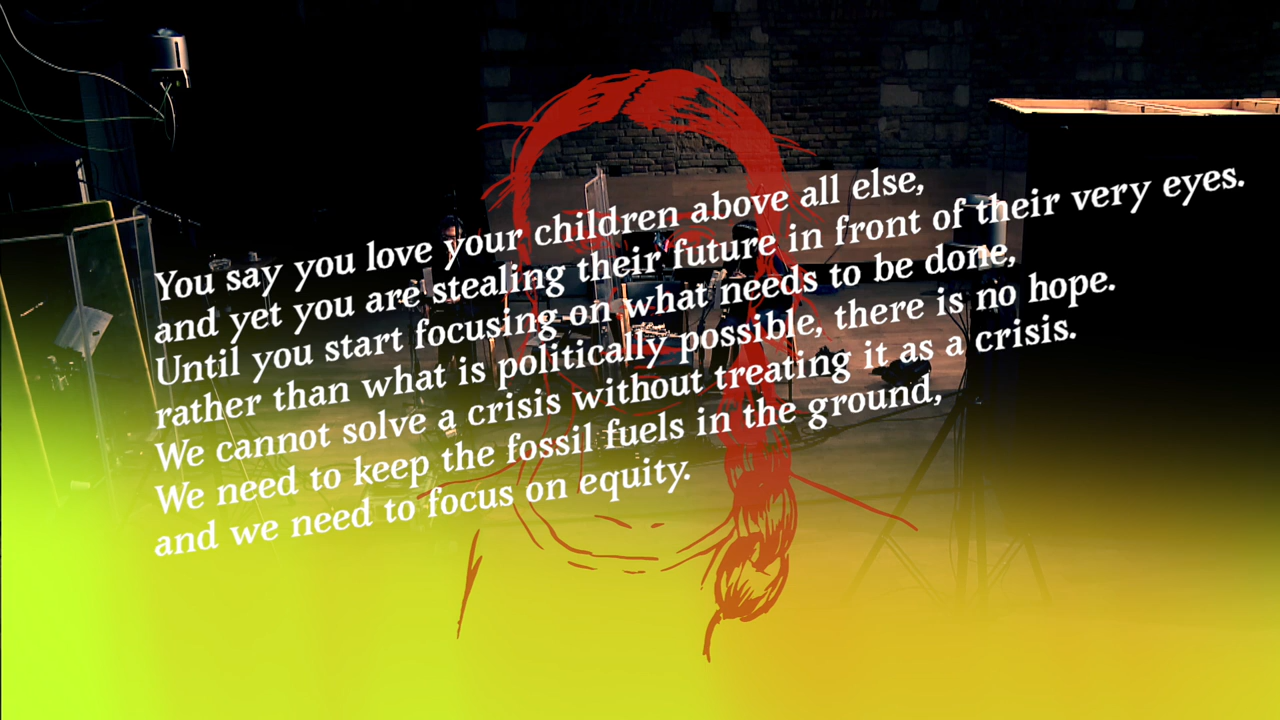 You say you love your children above all else,
and yet you are stealing their future in front of their very eyes.
Until you start focusing on what needs to be done,
rather than what is politically possible, there is no hope.
We cannot solve a crisis without treating it as a crisis.
We need to keep the fossil fuels in the ground,
and we need to focus on equity.